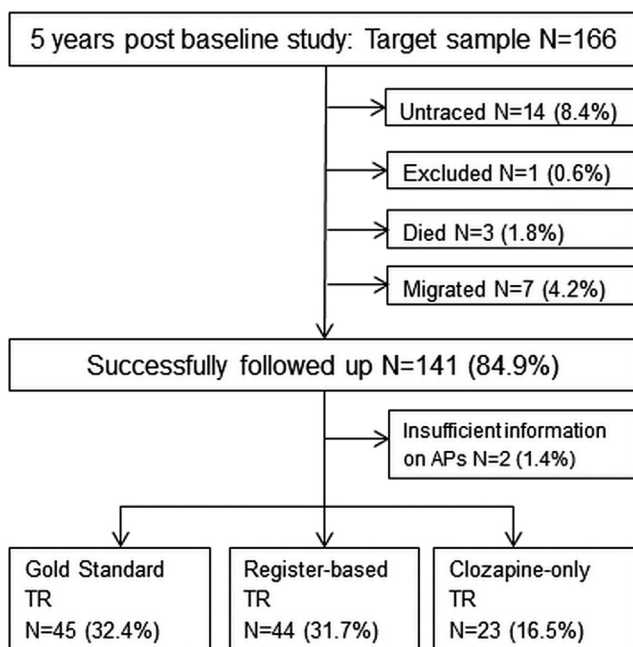 5 years post baseline study: Target sample N=166
Untraced N=14 (8.4%)
Excluded N=1 (0.6%)
Died N=3 (1.8%)
Migrated N=7 (4.2%)
Successfully followed up N=141 (84.9%)
Insufficient information
on APs N=2 (1.4%)
Gold Standard
TR
N=45 (32.4%)
Register-based
TR
N=44 (31.7%)
Clozapine-only
TR
N=23 (16.5%)